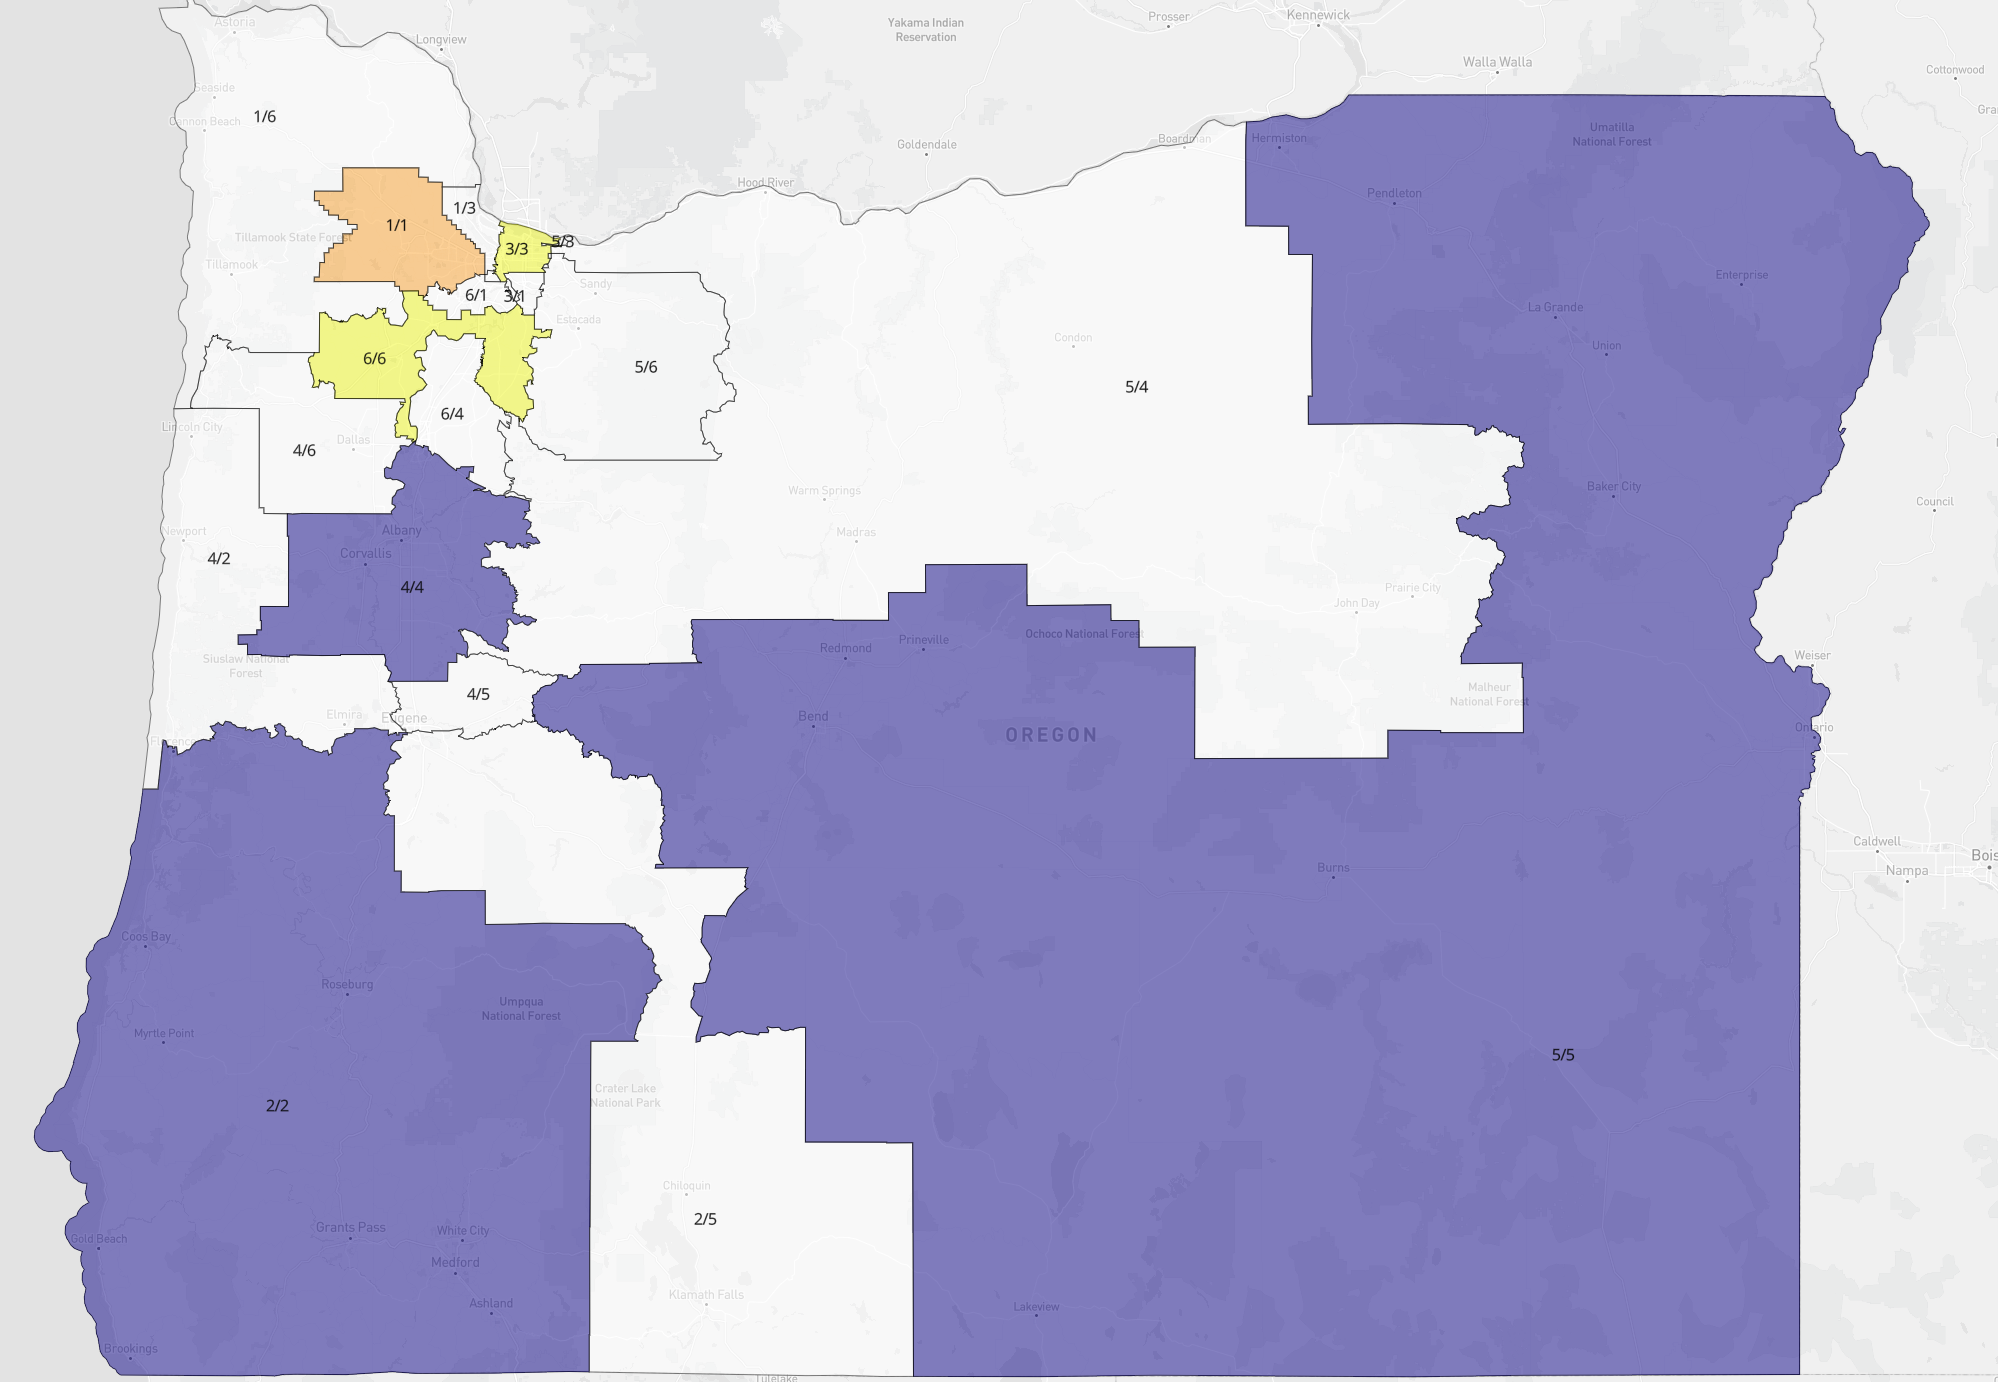 Astoria
Longview
Yakama Indian
Reservation
Prosser
Kennewick
Walla Walla
Cottonwood
Seaside
1/6
Cannon Beach
Goldendale
Boardman
Hermiston
Umatilla
National Forest
Hood River
Pendleton
1/3
1/1
Tillamook State Forest
3/3
5/3
Tillamook
Sandy
6/1
3/1
Enterprise
La Grande
Estacada
Condon
Union
6/6
5/6
5/4
6/4
Lincoln City
Dallas
4/6
Warm Springs
Baker City
Council
Newport
Albany
Madras
4/2
Corvallis
4/4
Prairie City
John Day
Ochoco National Forest
Prineville
Redmond
Siuslaw National
Forest
Weiser
4/5
Malheur
National Forest
Elmira
Eugene
Bend
OREGON
Ontario
Florence
Caldwell
Bois
Nampa
Burns
Coos Bay
Roseburg
Umpqua
National Forest
Myrtle Point
5/5
2/2
Crater Lake
National Park
Chiloquin
2/5
Grants Pass
White City
Gold Beach
Medford
Klamath Falls
Ashland
Lakeview
Brookings
Tulelake